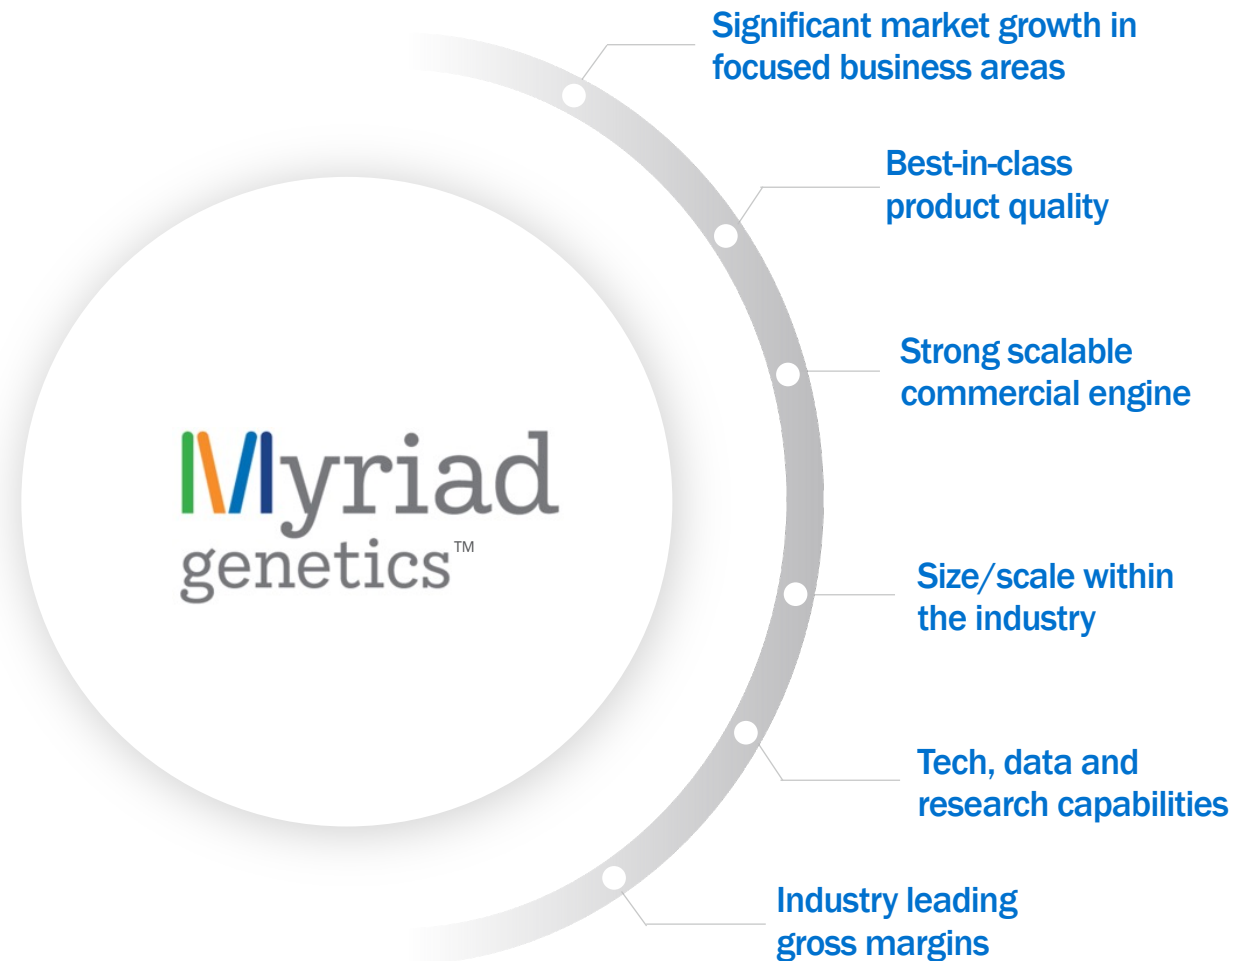 Significant market growth in
focused business areas
Best-in-class
product quality
Strong scalable
commercial engine
Myriad
genetics™
Size/scale within
the industry
Tech, data and
research capabilities
Industry leading
gross margins